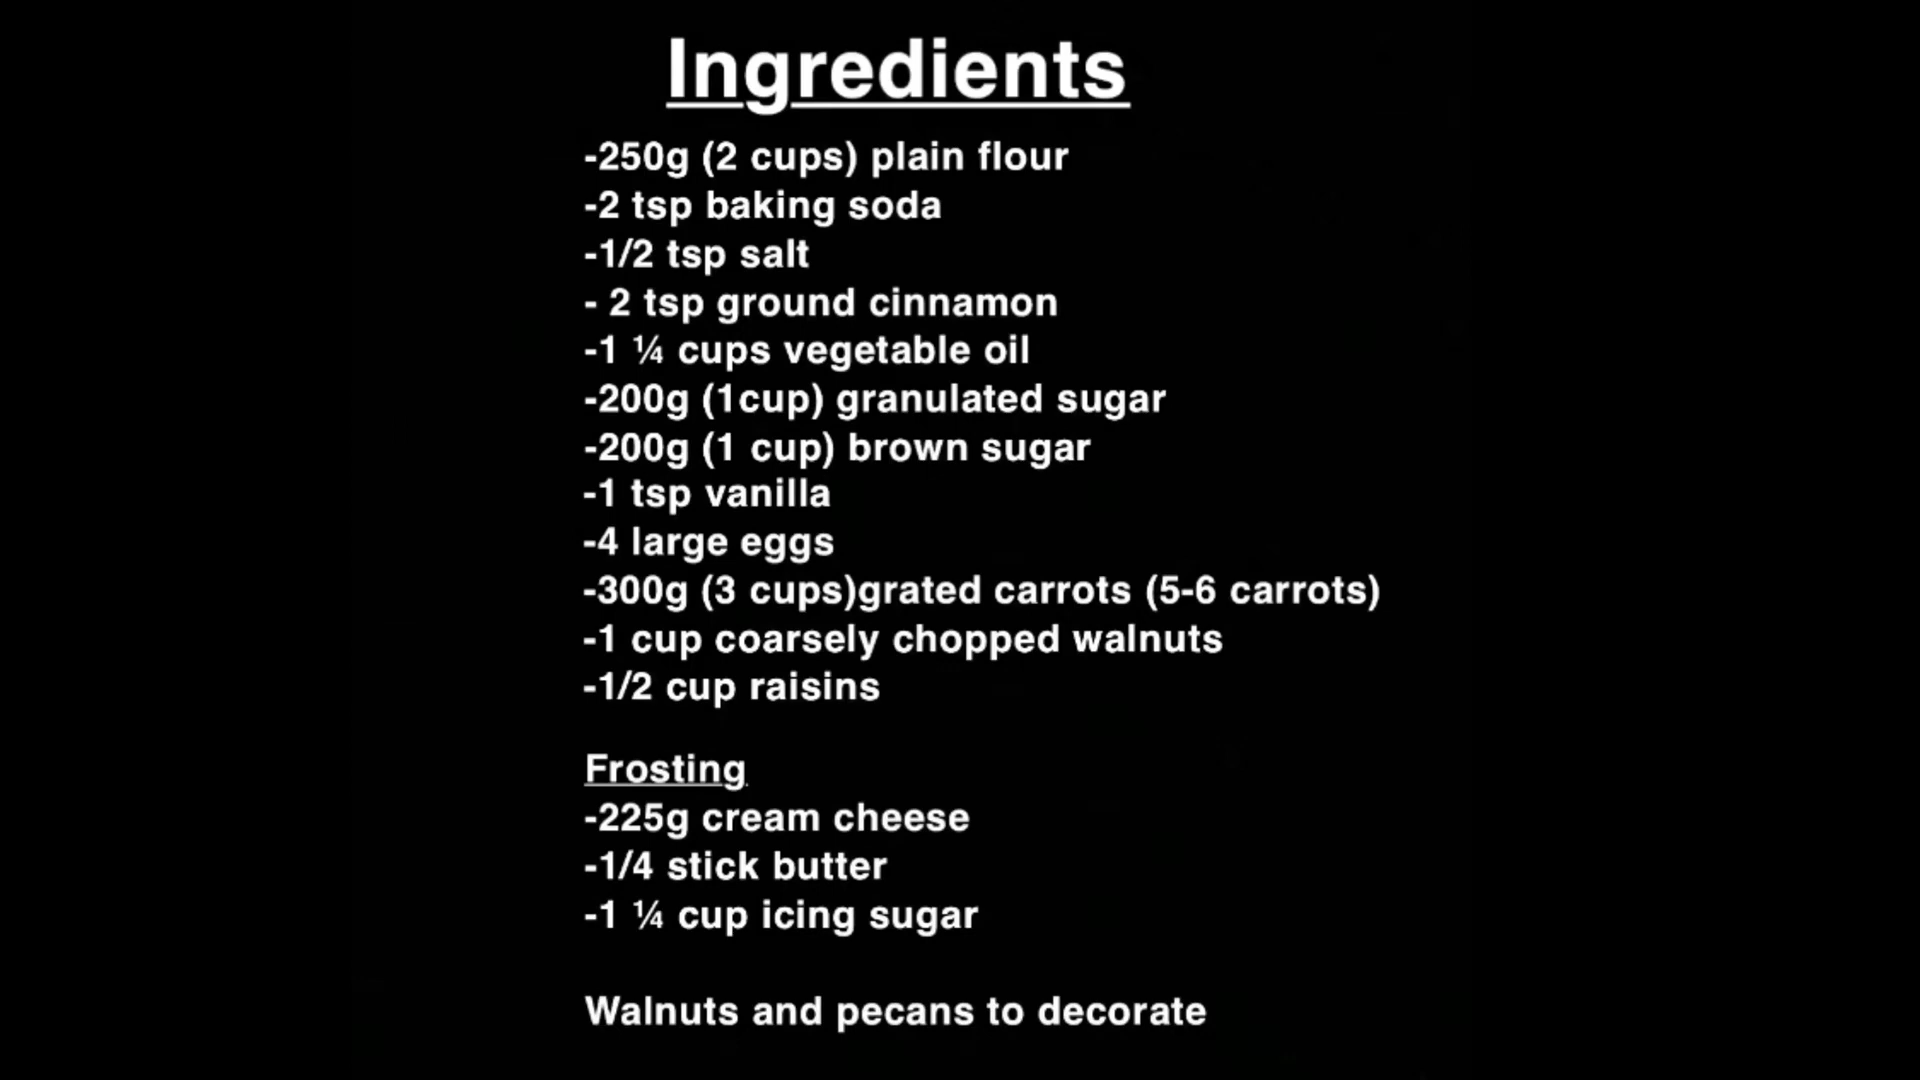 Ingredients
-250g (2 cups) plain flour
-2 tsp baking soda
-1/2 tsp salt
- 2 tsp ground cinnamon
-1 ¼ cups vegetable oil
-200g (1cup) granulated sugar
-200g (1 cup) brown sugar
-1 tsp vanilla
-4 large eggs
-300g (3 cups)grated carrots (5-6 carrots)
-1 cup coarsely chopped walnuts
-1/2 cup raisins
Frosting
-225g cream cheese
-1/4 stick butter
-1 ¼ cup icing sugar
Walnuts and pecans to decorate